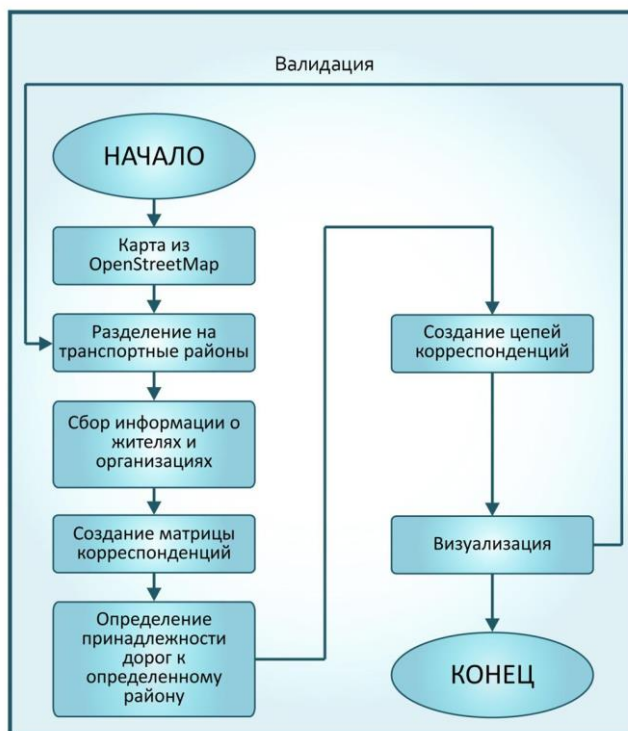 Валидация
НАЧАЛО
Карта из
OpenStreetMap
Разделение на
транспортные районы
Сбор информации о
жителях и
организациях
Создание матрицы
корреспонденций
Определение
принадлежности
дорог к
определенному
району
Создание цепей
корреспонденций
Визуализация
КОНЕЦ